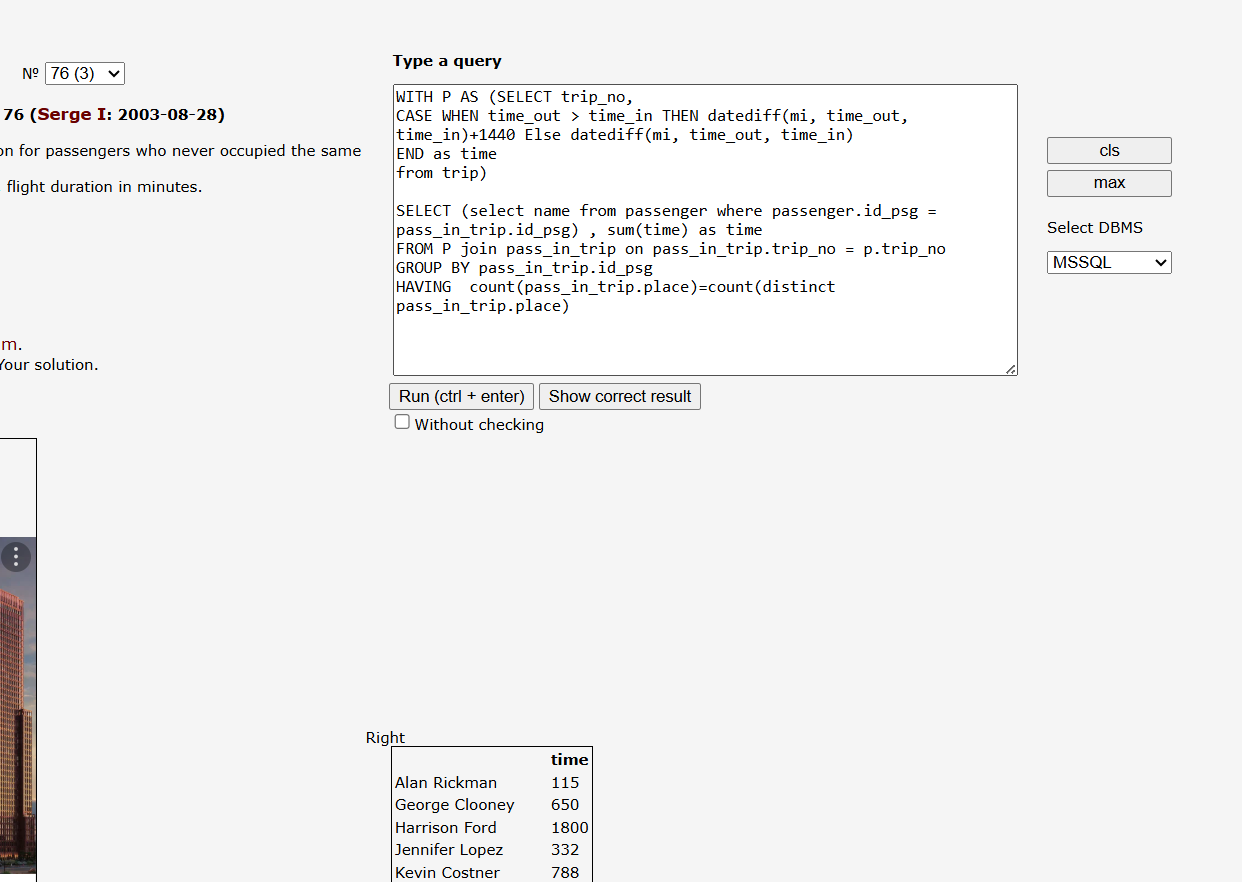 Type a query
№ 76 (3)
76 (Serge I: 2003-08-28)
on for passengers who never occupied the same
flight duration in minutes.
m.
Your solution.
WITH P AS (SELECT trip_no,
CASE WHEN time_out > time_in THEN datediff(mi, time_out,
time_in)+1440 Else datediff(mi, time_out, time_in)
END as time
from trip)
SELECT (select name from passenger where passenger.id_psg =
pass_in_trip.id_psg) , sum(time) as time
FROM P join pass_in_trip on pass_in_trip.trip_no = p.trip_no
GROUP BY pass_in_trip.id_psg
HAVING  count(pass_in_trip.place)=count(distinct
pass_in_trip.place)
cls
max
Select DBMS
MSSQL
Run (ctrl + enter) Show correct result
Without checking
Right
time
Alan Rickman 115
George Clooney 650
Harrison Ford 1800
Jennifer Lopez 332
Kevin Costner 788